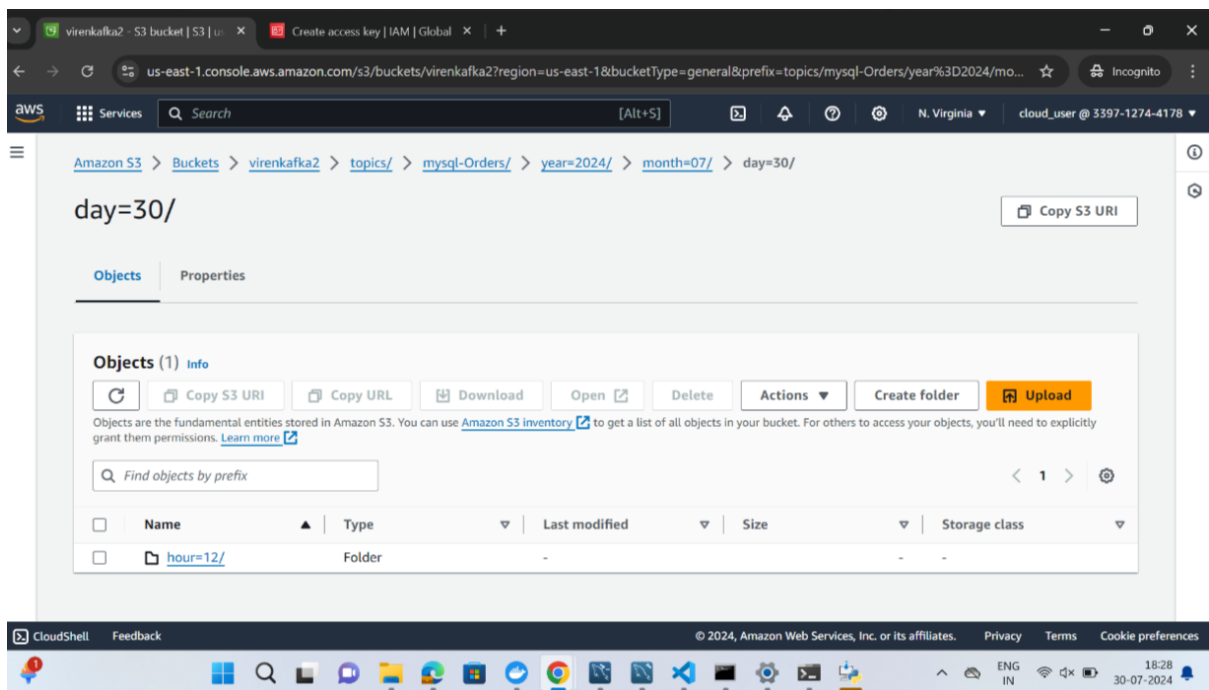 virenkafka2 - S3 bucket | S3 | us
Create access key | IAM | Global
us-east-1.console.aws.amazon.com/s3/buckets/virenkafka2?region=us-east-1&bucketType=general&prefix=topics/mysql-Orders/year%3D2024/mo...
Incognito
aws
Services
Search
[Alt+S]
N. Virginia
cloud_user @ 3397-1274-4178
Amazon S3 > Buckets > virenkafka2 > topics/ > mysql-Orders/ > year=2024/ > month=07/ > day=30/
day=30/
Copy S3 URI
Objects Properties
Objects (1) Info
Copy S3 URI Copy URL Download Open Delete Actions Create folder Upload
Objects are the fundamental entities stored in Amazon S3. You can use Amazon S3 inventory to get a list of all objects in your bucket. For others to access your objects, you'll need to explicitly
grant them permissions. Learn more
Find objects by prefix
1
Name Type Last modified Size Storage class
hour=12/ Folder - - -
CloudShell Feedback © 2024, Amazon Web Services, Inc. or its affiliates. Privacy Terms Cookie preferences
ENG 18:28
IN 30-07-2024